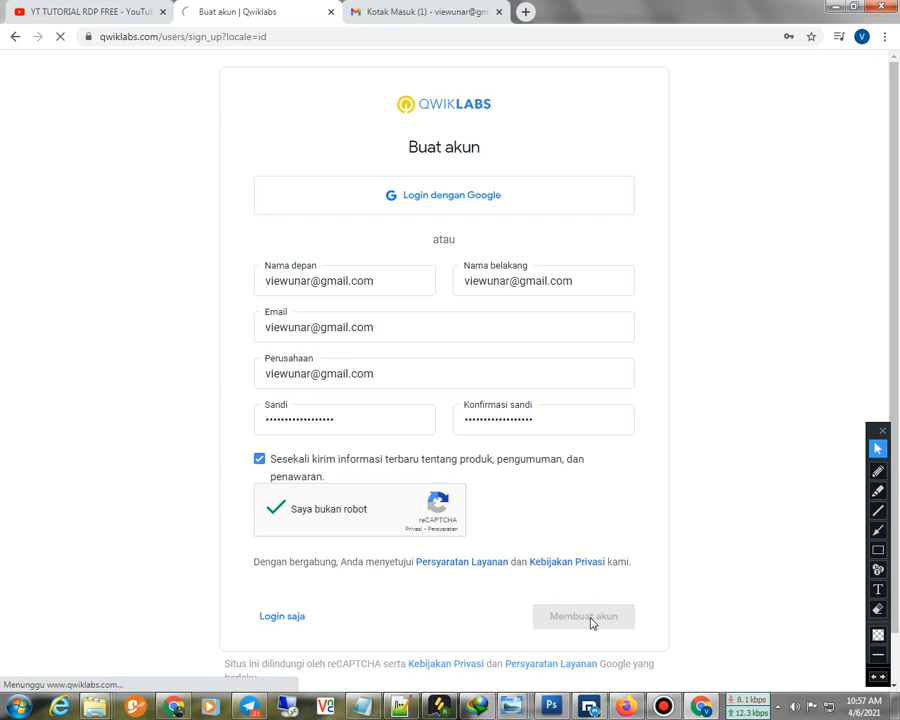 YT TUTORIAL RDP FREE - YouTu
Buat akun | Qwiklabs
Kotak Masuk (1) - viewunar@gm
qwiklabs.com/users/sign_up?locale=id
V
QWIKLABS
Buat akun
G Login dengan Google
atau
Nama depan
Nama belakang
viewunar@gmail.com
viewunar@gmail.com
Email
viewunar@gmail.com
Perusahaan
viewunar@gmail.com
Sandi
Konfirmasi sandi
Sesekali kirim informasi terbaru tentang produk, pengumuman, dan
penawaran.
Saya bukan robot
reCAPTCHA
Privasi - Persyaratan
Dengan bergabung, Anda menyetujui Persyaratan Layanan dan Kebijakan Privasi kami.
Login saja
Membuat akun
Situs ini dilindungi oleh reCAPTCHA serta Kebijakan Privasi dan Persyaratan Layanan Google yang
berlaku.
Menunggu www.qwiklabs.com...
T
31
Ps
8.1 kbps
12.3 kbps
10:57 AM
4/6/2021